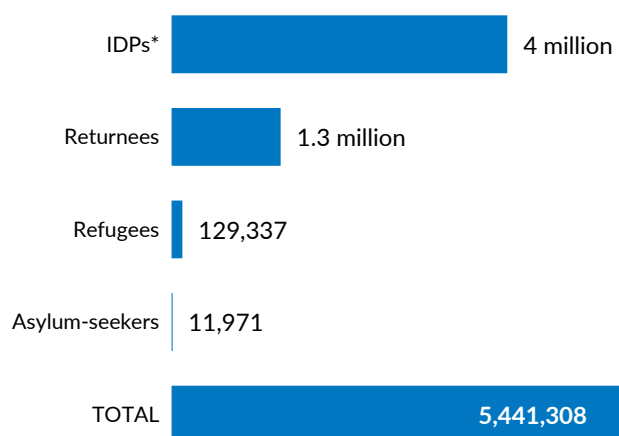 IDPs* 4 million
Returnees 1.3 million
Refugees 129,337
Asylum-seekers 11,971
TOTAL 5,441,308